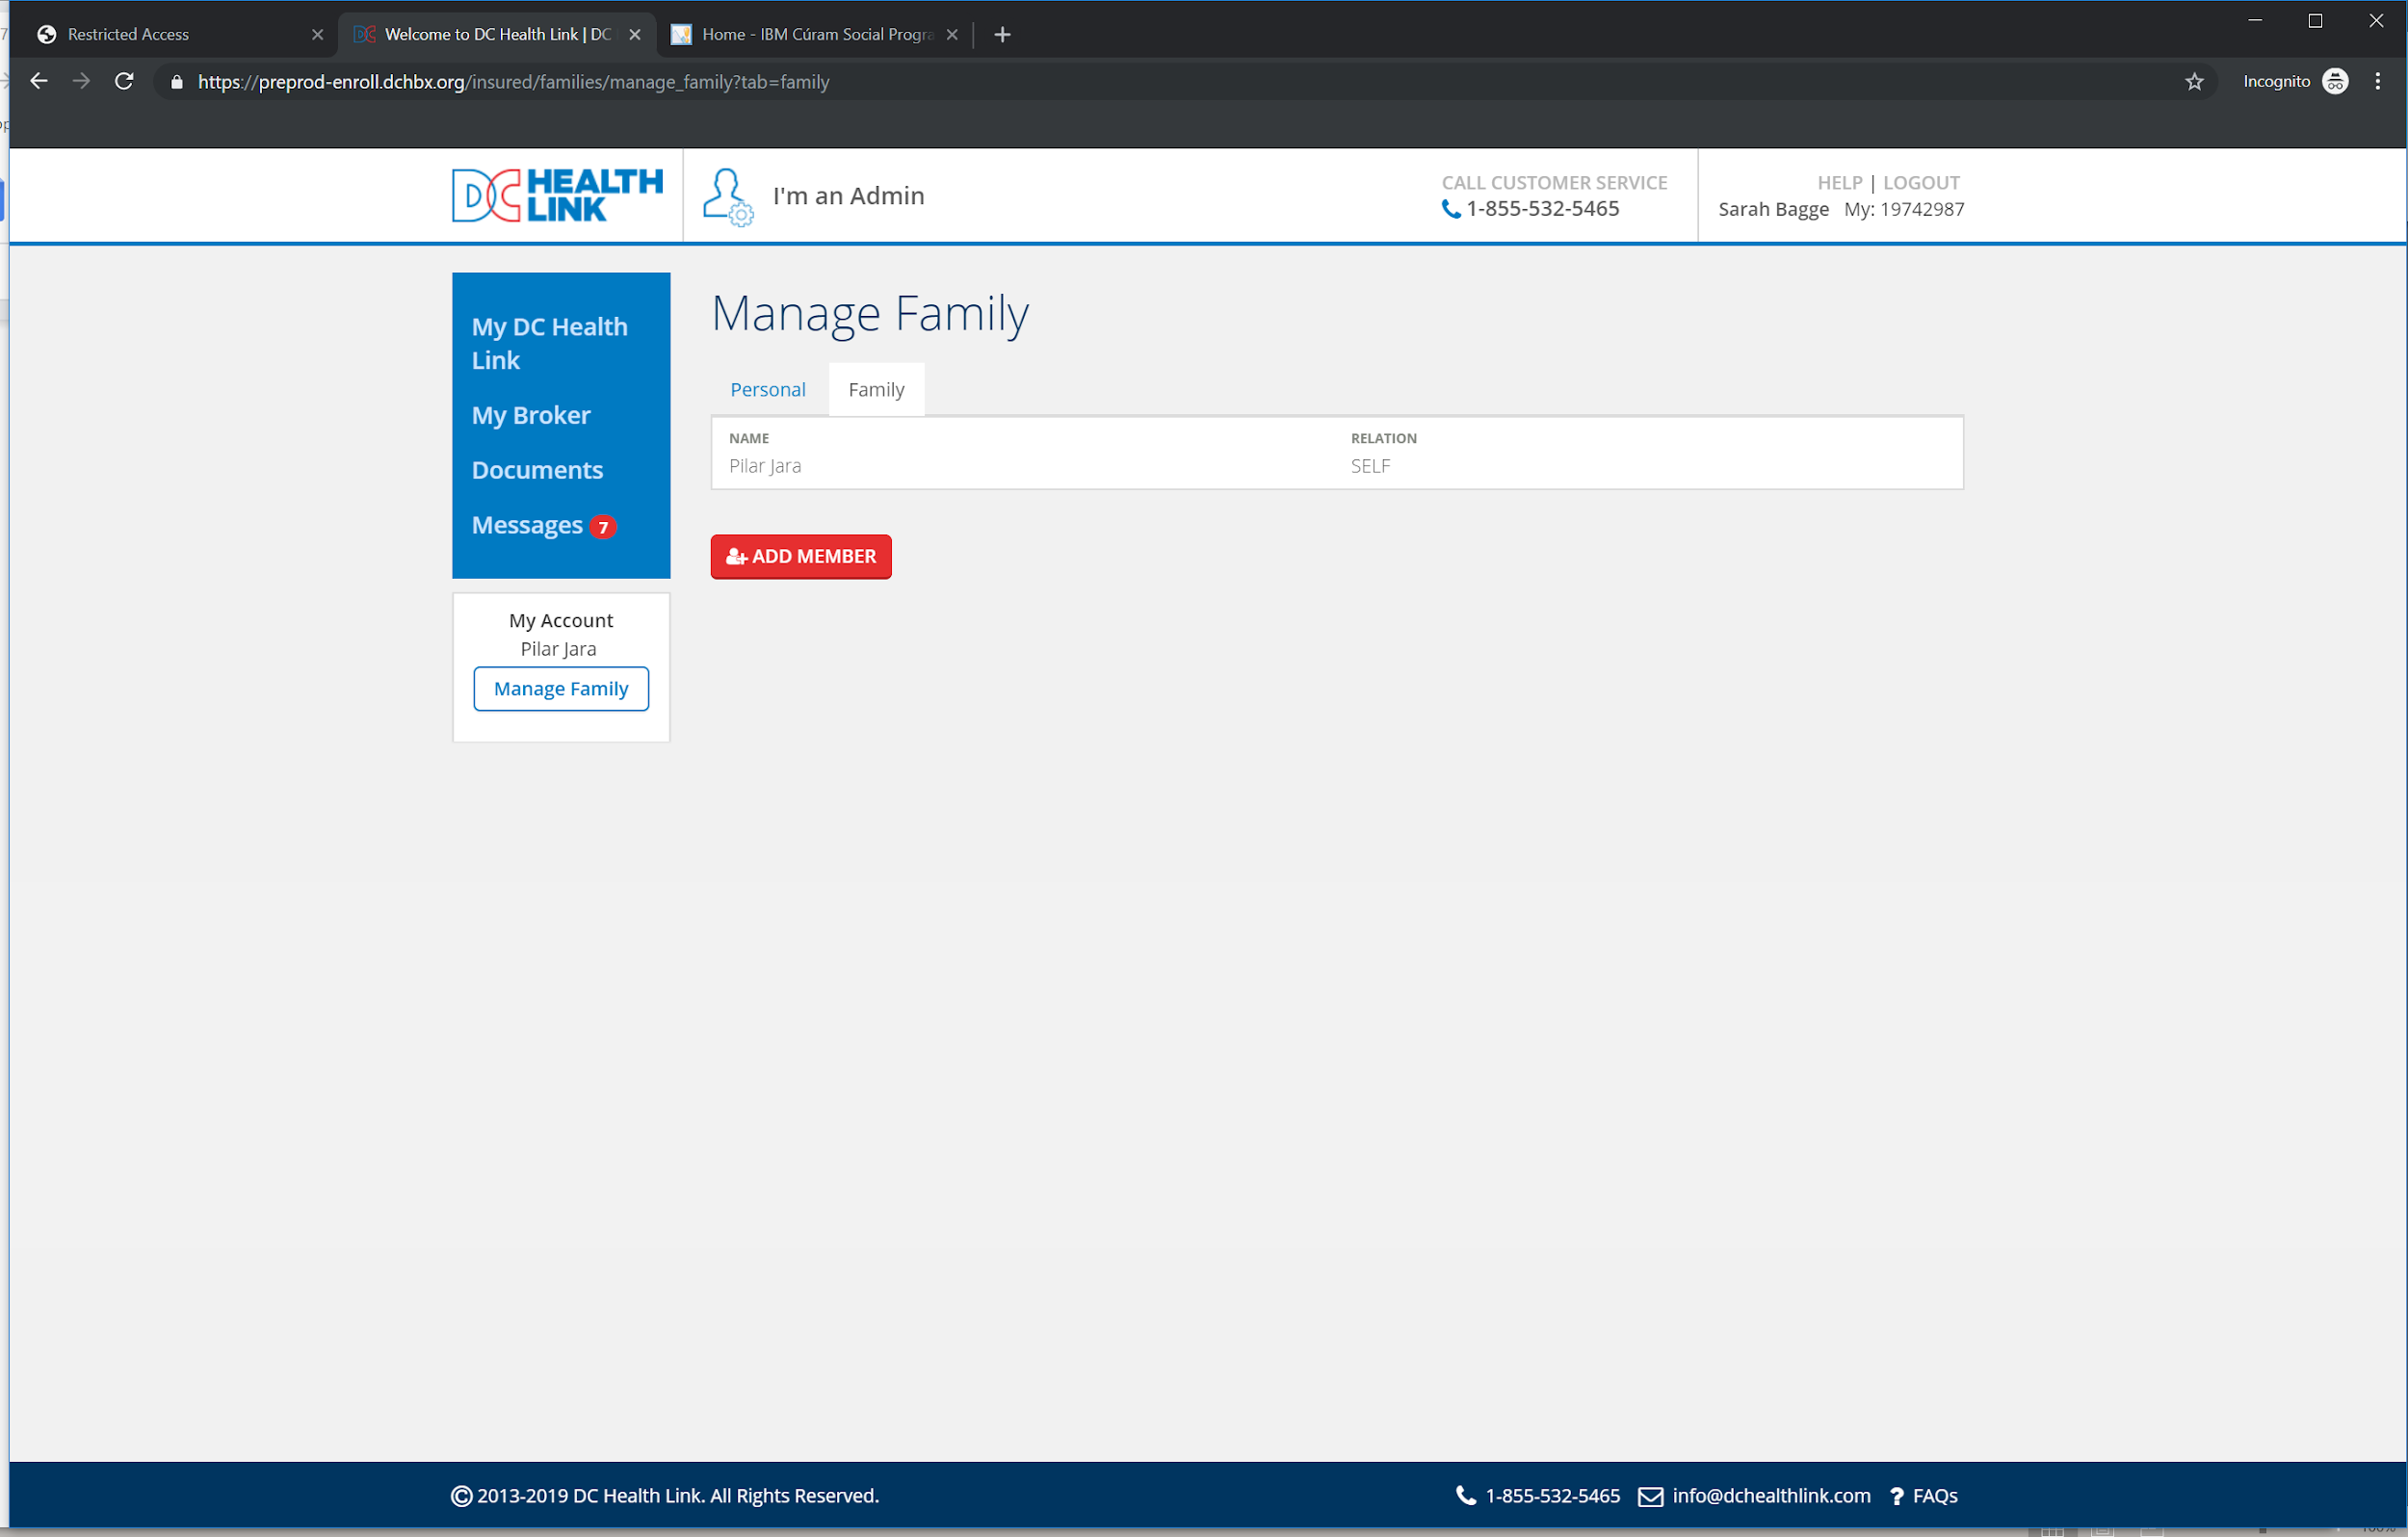 Restricted Access
Welcome to DC Health Link | DC
Home - IBM Cúram Social Progra
https://preprod-enroll.dchbx.org/insured/families/manage_family?tab=family
Incognito
DC HEALTH LINK
I'm an Admin
CALL CUSTOMER SERVICE
1-855-532-5465
HELP | LOGOUT
Sarah Bagge My: 19742987
My DC Health
Link
My Broker
Documents
Messages 7
My Account
Pilar Jara
Manage Family
Manage Family
Personal Family
NAME RELATION
Pilar Jara SELF
ADD MEMBER
© 2013-2019 DC Health Link. All Rights Reserved.
1-855-532-5465 info@dchealthlink.com ? FAQs